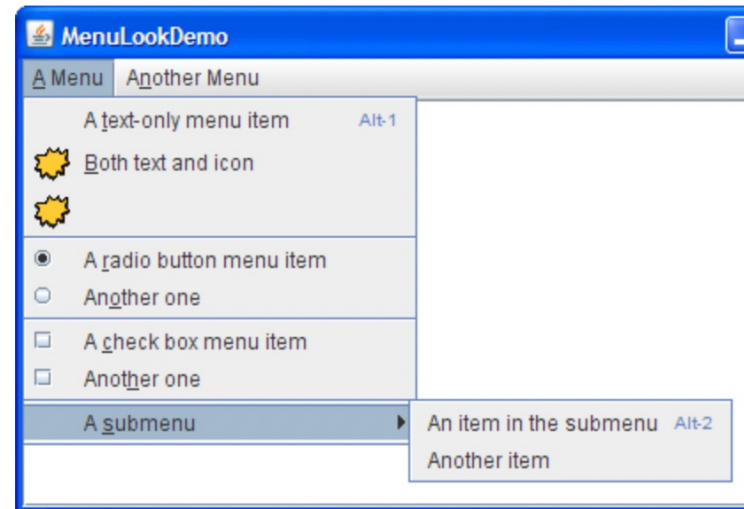 MenuLookDemo
A Menu Another Menu
A text-only menu item Alt-1
Both text and icon
A radio button menu item
Another one
A check box menu item
Another one
A submenu
An item in the submenu Alt-2
Another item